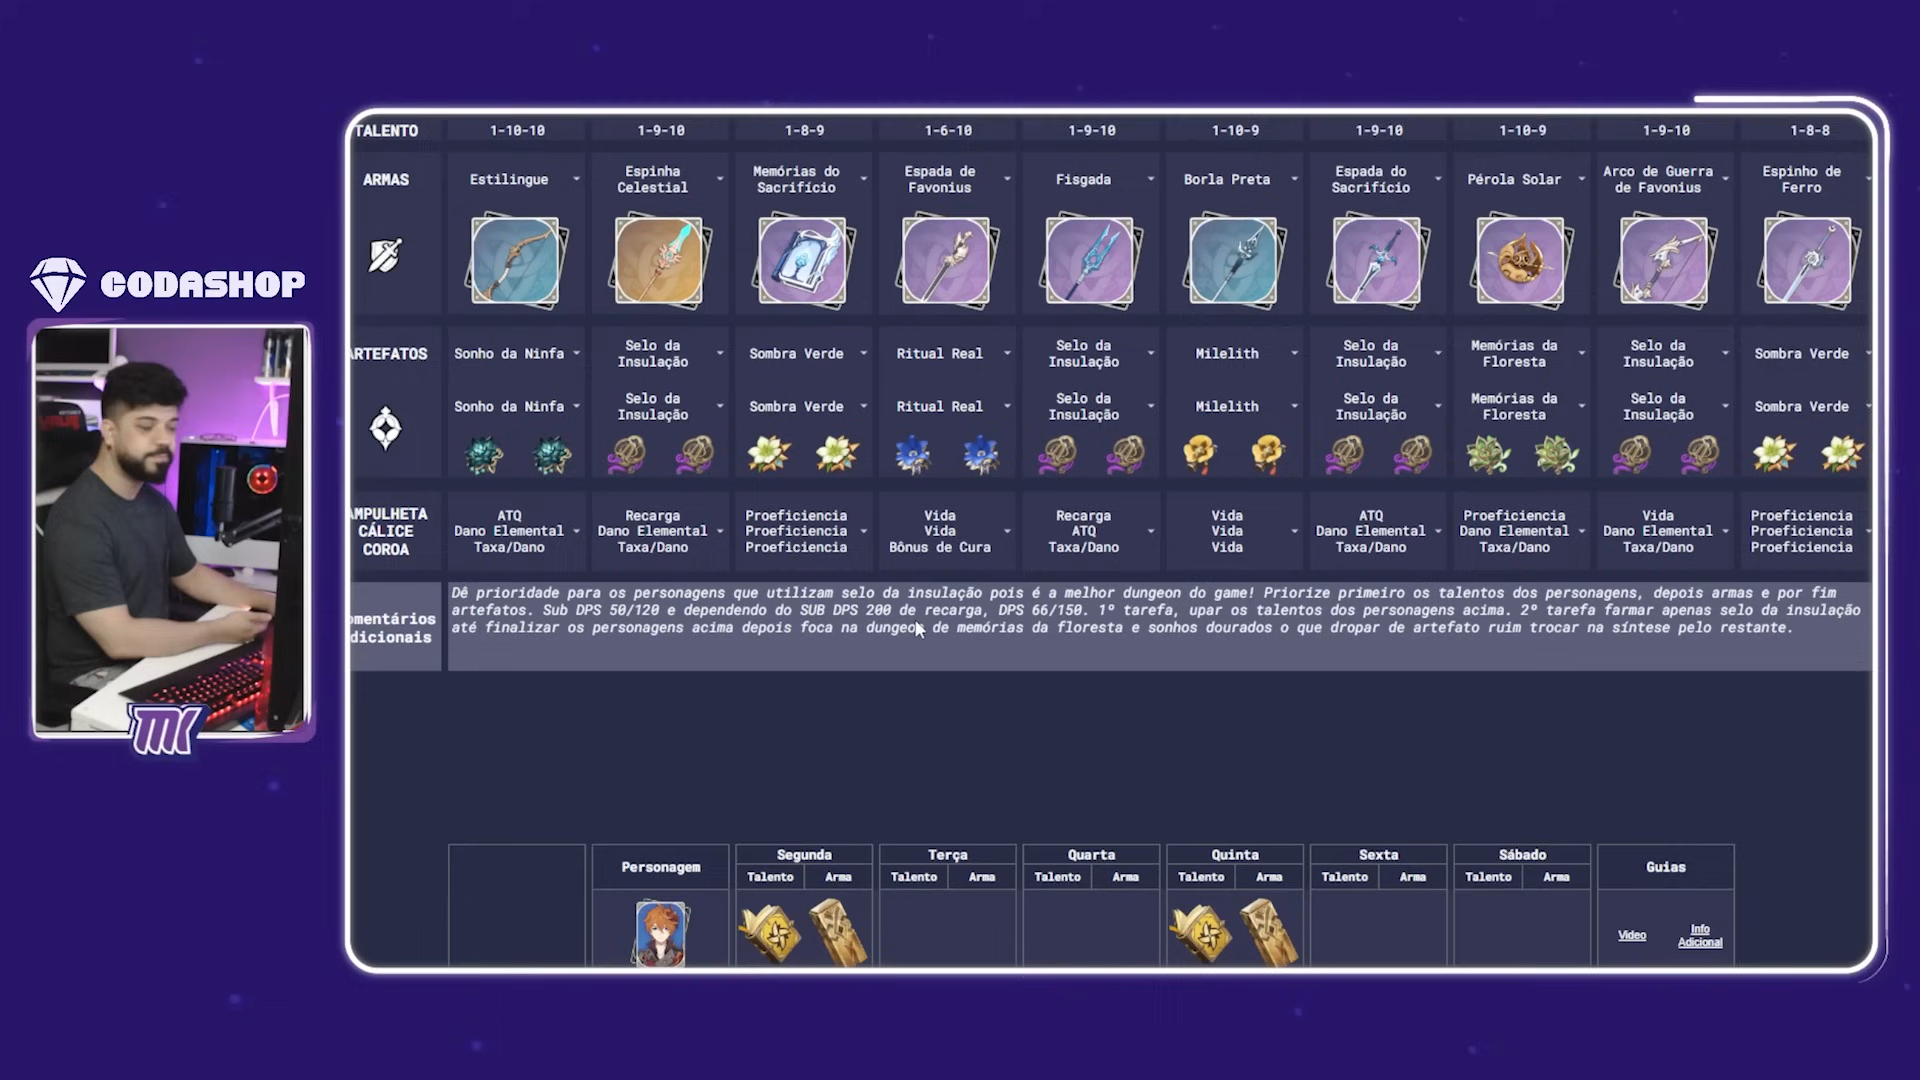 CODASHOP
MK
TALENTO 1-10-10 1-9-10 1-8-9 1-6-10 1-9-10 1-10-9 1-9-10 1-10-9 1-9-10 1-8-8
ARMAS Estilingue Espinha Celestial Memórias do Sacrifício Espada de Favonius Fisgada Borla Preta Espada do Sacrifício Pérola Solar Arco de Guerra de Favonius Espinho de Ferro
ARTEFATOS Sonho da Ninfa Selo da Insulação Sombra Verde Ritual Real Selo da Insulação Milelith Selo da Insulação Memórias da Floresta Selo da Insulação Sombra Verde
Sonho da Ninfa Selo da Insulação Sombra Verde Ritual Real Selo da Insulação Milelith Selo da Insulação Memórias da Floresta Selo da Insulação Sombra Verde
MPULHETA ATQ Recarga Proeficiencia Vida Recarga Vida ATQ Proeficiencia Vida Proeficiencia
CÁLICE Dano Elemental Dano Elemental Proeficiencia Vida ATQ Vida Dano Elemental Dano Elemental Dano Elemental Proeficiencia
COROA Taxa/Dano Taxa/Dano Proeficiencia Bônus de Cura Taxa/Dano Vida Taxa/Dano Taxa/Dano Taxa/Dano Proeficiencia
omentários
dicionais
Dê prioridade para os personagens que utilizam selo da insulação pois é a melhor dungeon do game! Priorize primeiro os talentos dos personagens, depois armas e por fim
artefatos. Sub DPS 50/120 e dependendo do SUB DPS 200 de recarga, DPS 66/150. 1º tarefa, upar os talentos dos personagens acima. 2º tarefa farmar apenas selo da insulação
até finalizar os personagens acima depois foca na dungeon de memórias da floresta e sonhos dourados o que dropar de artefato ruim trocar na síntese pelo restante.
Personagem Segunda Terça Quarta Quinta Sexta Sábado Guias
Talento Arma Talento Arma Talento Arma Talento Arma Talento Arma Talento Arma
Video Info Adicional